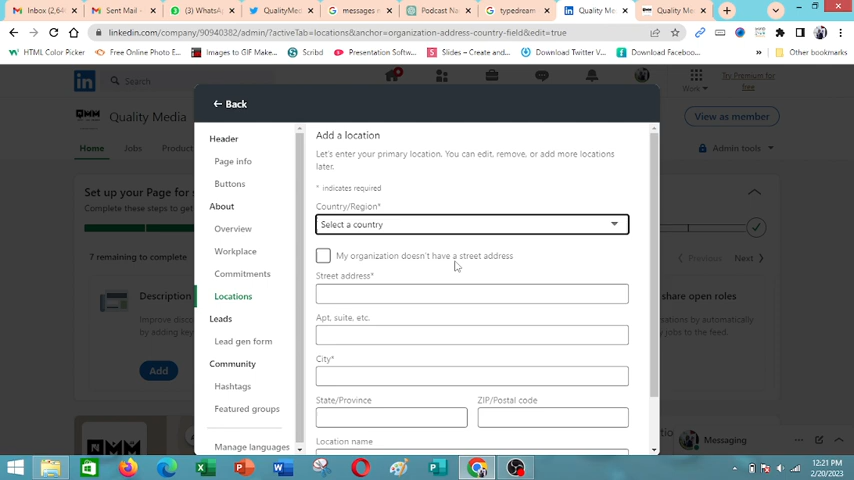 Inbox (2,64
Sent Mail
(3) WhatsA
QualityMed
messages r
Podcast Na
typedream
Quality Me
Quality Me
linkedin.com/company/90940382/admin/?activeTab=locations&anchor=organization-address-country-field&edit=true
HTML Color Picker
Free Online Photo E...
Images to GIF Make...
Scribd
Presentation Softwar...
Slides – Create and...
Download Twitter V...
Download Faceboo...
Other bookmarks
Search
Work
Try Premium for
free
Back
Quality Media
View as member
Home Jobs Product
Admin tools
Header
Page info
Buttons
About
Overview
Workplace
Commitments
Locations
Leads
Lead gen form
Community
Hashtags
Featured groups
Manage languages
Add a location
Let's enter your primary location. You can edit, remove, or add more locations
later.
* indicates required
Country/Region*
Select a country
My organization doesn't have a street address
Street address*
Apt, suite, etc.
City*
State/Province ZIP/Postal code
Location name
Set up your Page for
Complete these steps to
7 remaining to complete
Previous Next
Description
Improve disco
by adding key
Add
share open roles
ations by automatically
jobs to the feed.
QMM
Messaging
12:21 PM
2/20/2023